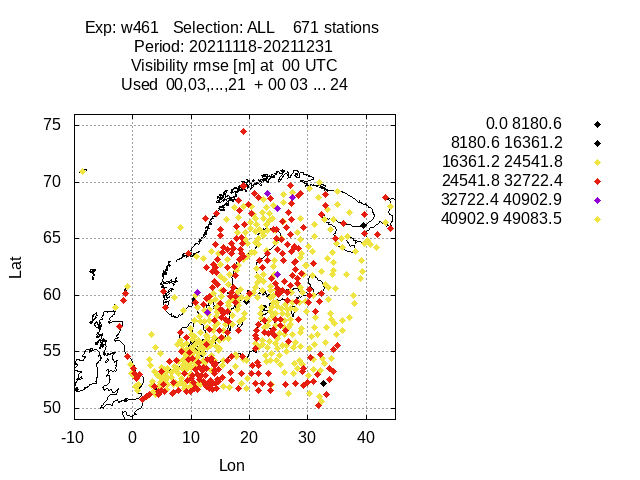 Exp: w461   Selection: ALL    671 stations
Period: 20211118-20211231
Visibility rmse [m] at  00 UTC
Used  00,03,...,21  + 00 03 ... 24
0.0 8180.6
8180.6 16361.2
16361.2 24541.8
24541.8 32722.4
32722.4 40902.9
40902.9 49083.5
75
70
65
60
55
50
Lat
-10 0 10 20 30 40
Lon